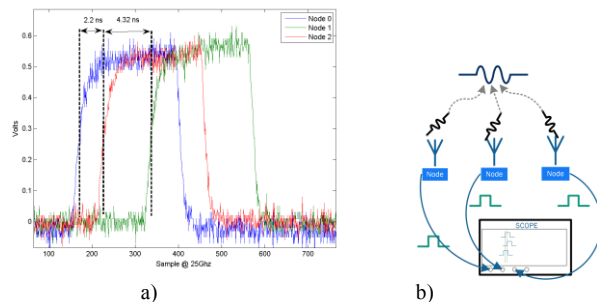 2.2 ns
4.32 ns
Node 0
Node 1
Node 2
0.6
0.5
0.4
0.3
0.2
0.1
0
Volts
100 200 300 400 500 600 700
Sample @ 25Ghz
a)
Node Node Node
SCOPE
b)